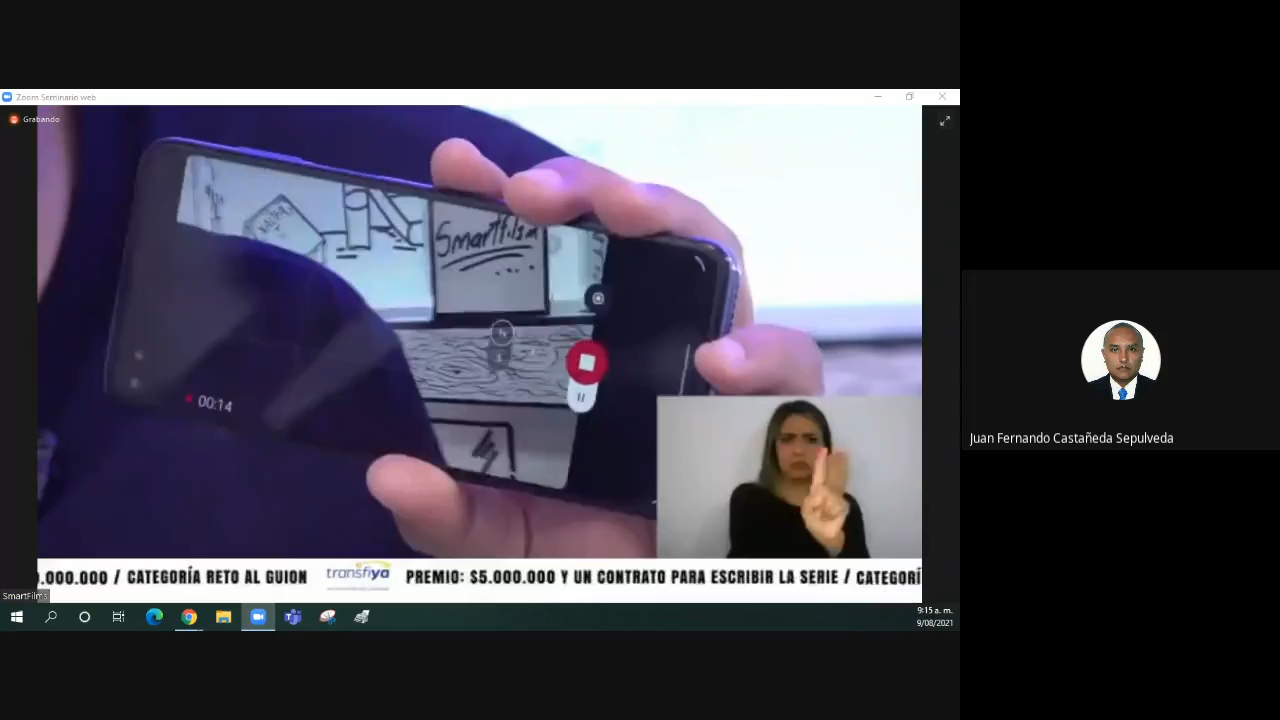 Zoom Seminario web
Grabando
Smartfilm
00:14
.000.000 / CATEGORÍA RETO AL GUION
transfiya
PREMIO: $5.000.000 Y UN CONTRATO PARA ESCRIBIR LA SERIE / CATEGORÍ
SmartFilms
9:15 a. m.
9/08/2021
Juan Fernando Castañeda Sepulveda